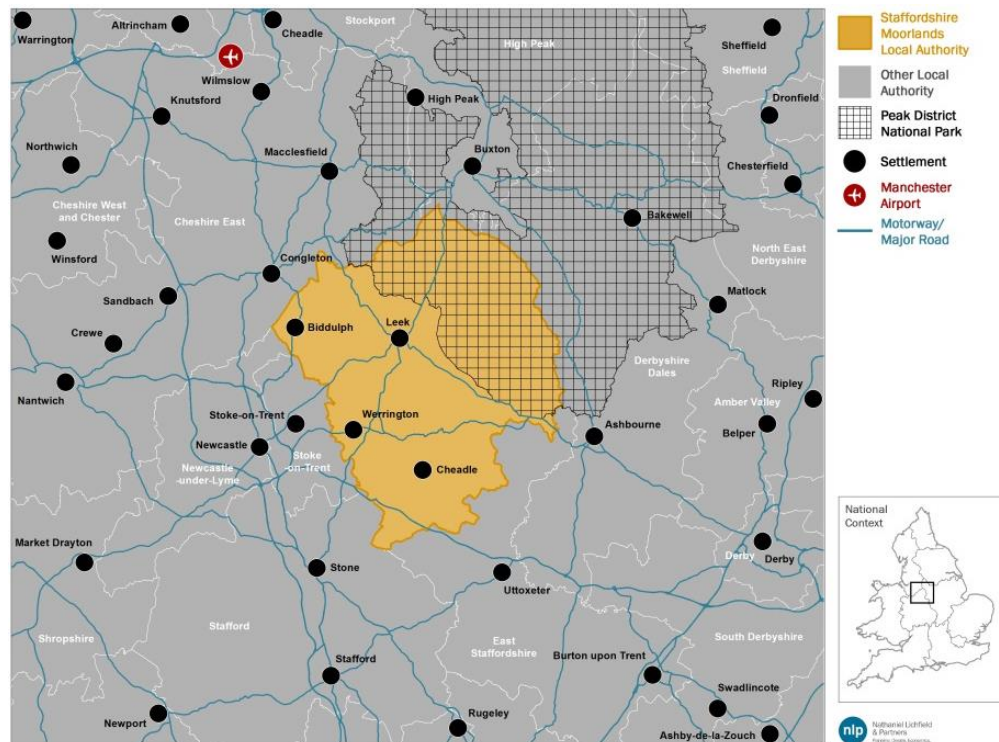 Warrington
Altrincham
Cheadle
Stockport
High Peak
Sheffield
Sheffield
Wilmslow
Knutsford
High Peak
Dronfield
Northwich
Macclesfield
Buxton
Chesterfield
Cheshire West
and Chester
Cheshire East
Bakewell
Winsford
Congleton
North East
Derbyshire
Sandbach
Matlock
Biddulph
Leek
Crewe
Derbyshire
Dales
Nantwich
Ripley
Amber Valley
Stoke-on-Trent
Werrington
Ashbourne
Belper
Newcastle
Stoke
-on-Trent
Newcastle
-under-Lyme
Cheadle
Market Drayton
Derby
Derby
Stone
Uttoxeter
Shropshire
Stafford
East
Staffordshire
South Derbyshire
Burton upon Trent
Stafford
Swadlincote
Newport
Rugeley
Ashby-de-la-Zouch
Staffordshire
Moorlands
Local Authority
Other Local
Authority
Peak District
National Park
Settlement
Manchester
Airport
Motorway/
Major Road
National
Context
nlp
Nathaniel Lichfield
& Partners